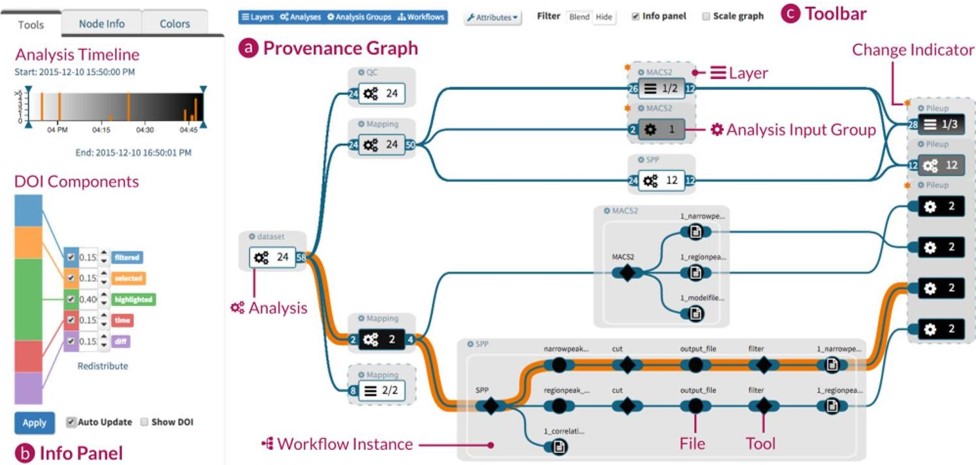 Tools
Node Info
Colors
Analysis Timeline
Start: 2015-12-10 15:50:00 PM
04 PM
04:15
04:30
04:45
End: 2015-12-10 16:50:01 PM
DOI Components
0.15
filtered
0.15
selected
0.40
highlighted
0.15
time
0.15
diff
Redistribute
Apply
Auto Update
Show DOI
b Info Panel
Layers
Analyses
Analysis Groups
Workflows
Attributes
Filter
Blend
Hide
Info panel
Scale graph
c Toolbar
a Provenance Graph
Change Indicator
QC
24
24
Mapping
24
24
50
dataset
24
58
Analysis
Mapping
2
2
4
Mapping
8
2/2
MACS2
26
1/2
12
Layer
MACS2
2
1
Analysis Input Group
SPP
24
12
12
MACS2
MACS2
1_narrowpe...
1_regionpea...
1_modelfile...
SPP
SPP
narrowpeak_...
cut
output_file
filter
1_narrowpe...
regionpeak_...
cut
output_file
filter
1_regionpea...
1_correlati...
Workflow Instance
File
Tool
Pileup
28
1/3
Pileup
12
12
Pileup
2
2
2
2